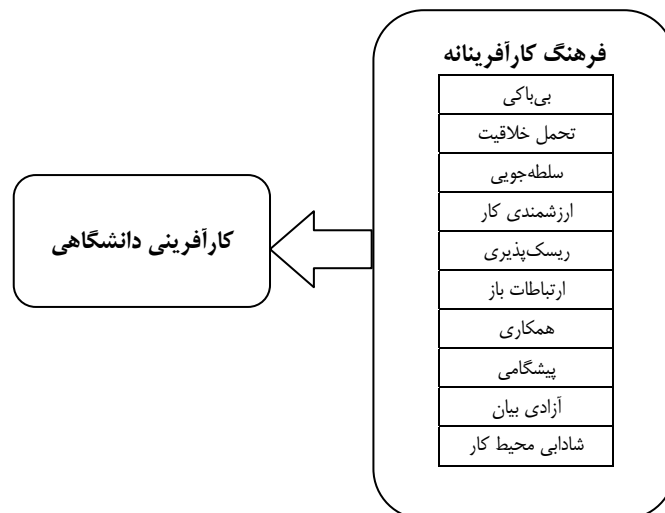 فرهنگ کارآفرینانه
بی‌باکی
تحمل خلاقیت
سلطه‌جویی
ارزشمندی کار
ریسک‌پذیری
ارتباطات باز
همکاری
پیشگامی
آزادی بیان
شادابی محیط کار
کارآفرینی دانشگاهی